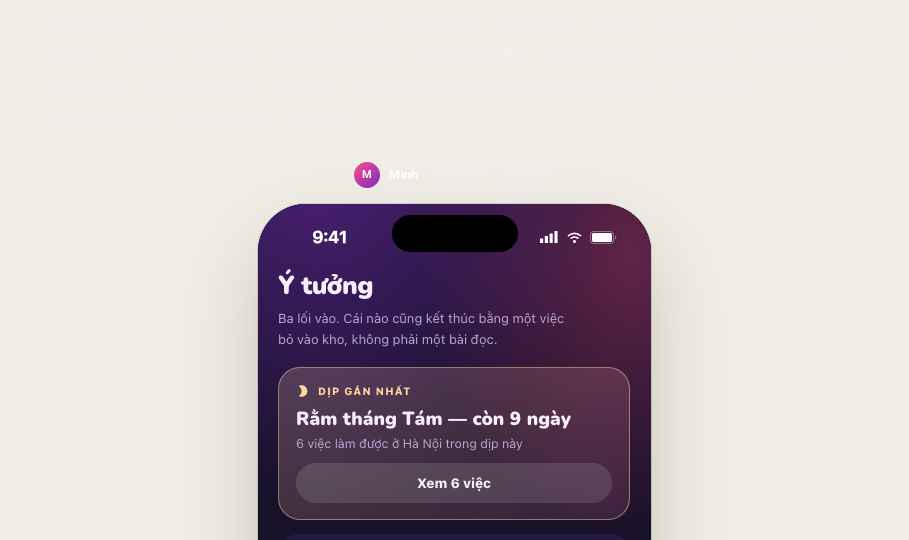 M Minh
9:41
Ý tưởng
Ba lối vào. Cái nào cũng kết thúc bằng một việc
bỏ vào kho, không phải một bài đọc.
DỊP GẦN NHẤT
Rằm tháng Tám — còn 9 ngày
6 việc làm được ở Hà Nội trong dịp này
Xem 6 việc